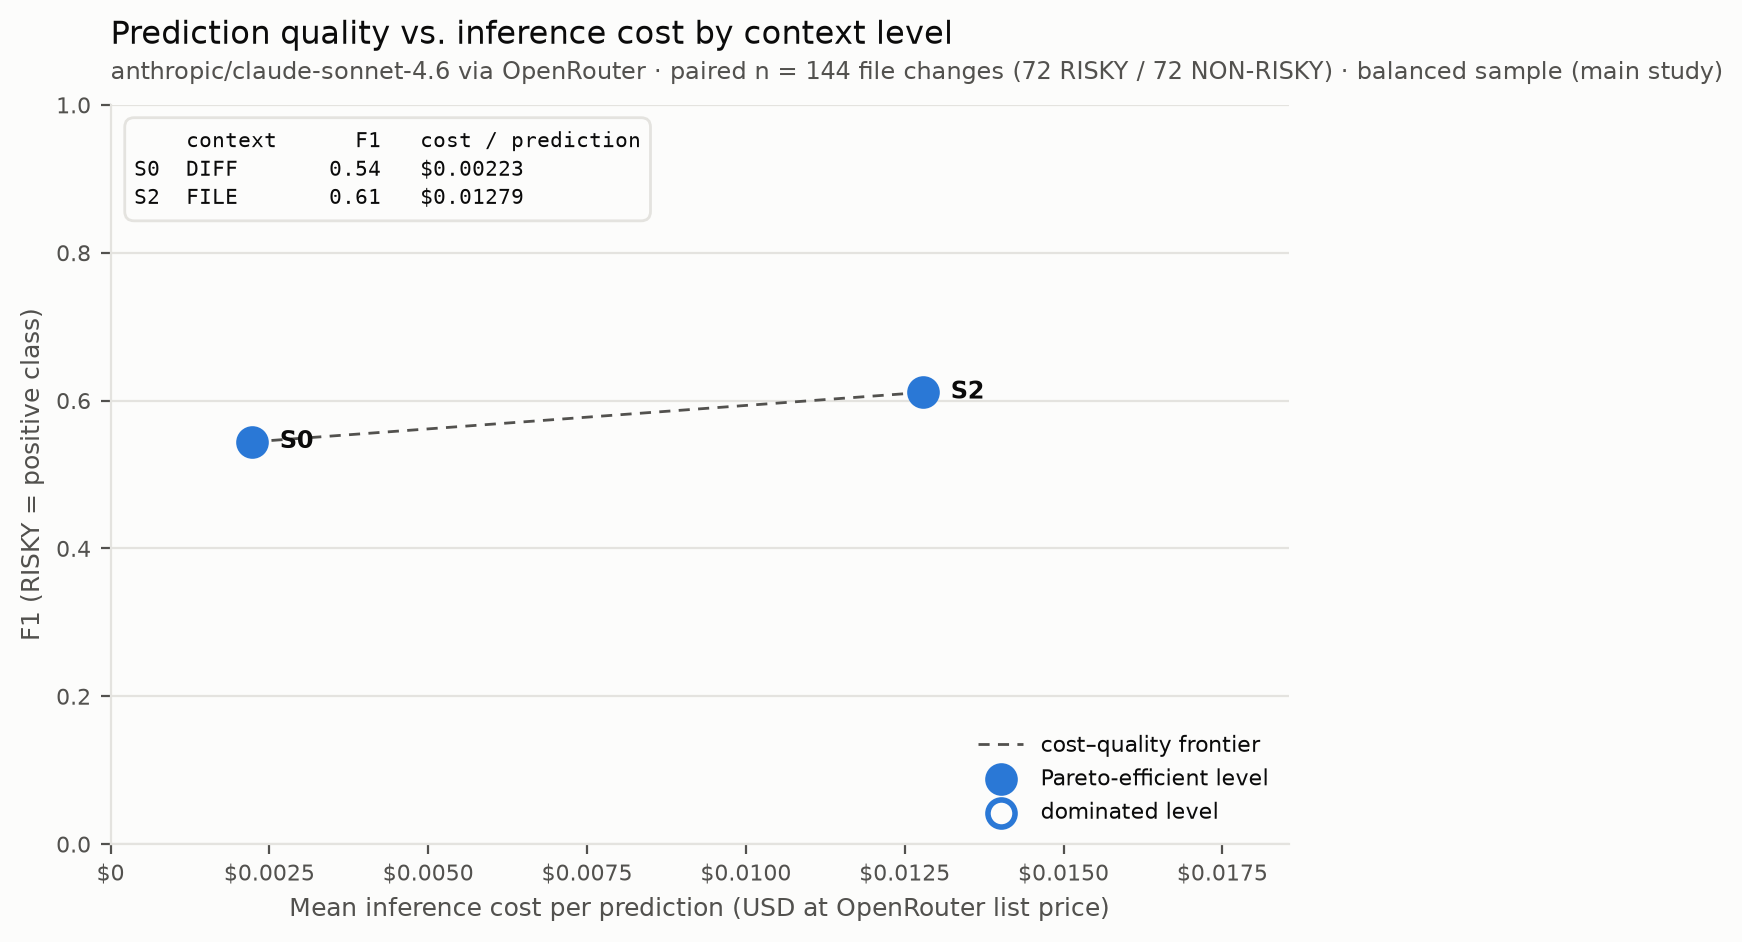 Prediction quality vs. inference cost by context level
anthropic/claude-sonnet-4.6 via OpenRouter · paired n = 144 file changes (72 RISKY / 72 NON-RISKY) · balanced sample (main study)
1.0
context F1 cost / prediction
S0 DIFF 0.54 $0.00223
S2 FILE 0.61 $0.01279
0.8
0.6
0.4
0.2
0.0
F1 (RISKY = positive class)
S0
S2
cost–quality frontier
Pareto-efficient level
dominated level
$0 $0.0025 $0.0050 $0.0075 $0.0100 $0.0125 $0.0150 $0.0175
Mean inference cost per prediction (USD at OpenRouter list price)